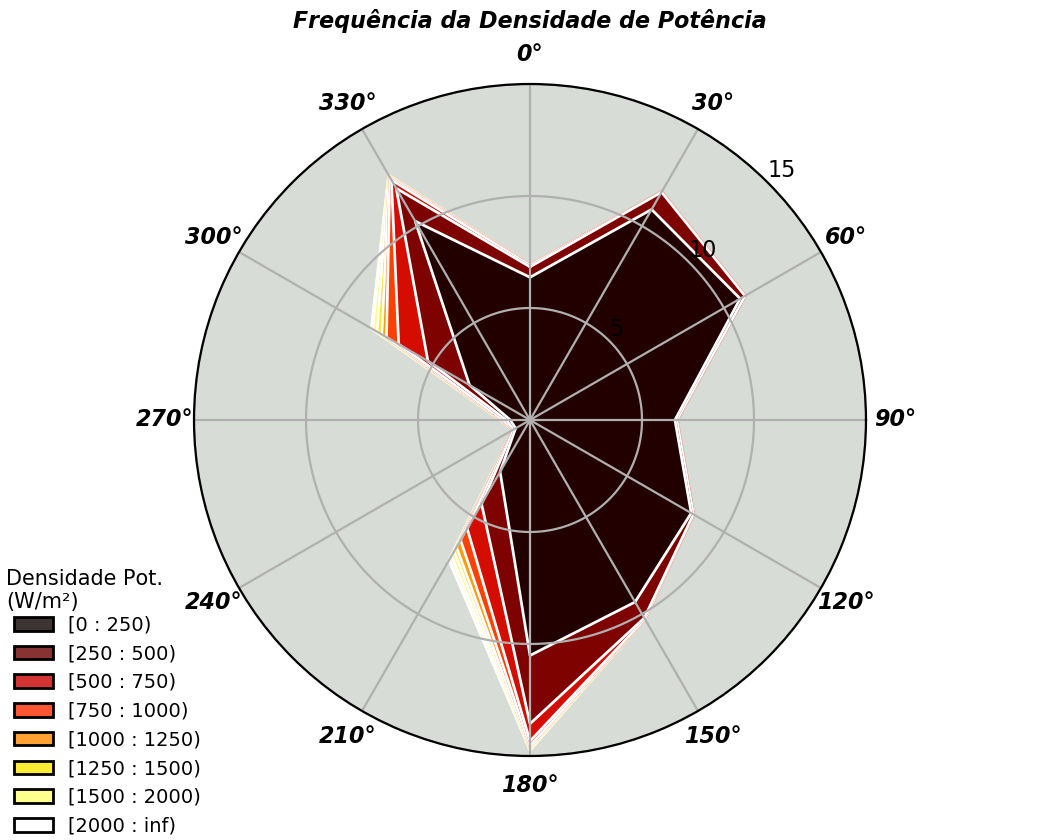 Frequência da Densidade de Potência
0°
30°
60°
90°
120°
150°
180°
210°
240°
270°
300°
330°
5
10
15
Densidade Pot.
(W/m²)
[0 : 250)
[250 : 500)
[500 : 750)
[750 : 1000)
[1000 : 1250)
[1250 : 1500)
[1500 : 2000)
[2000 : inf)